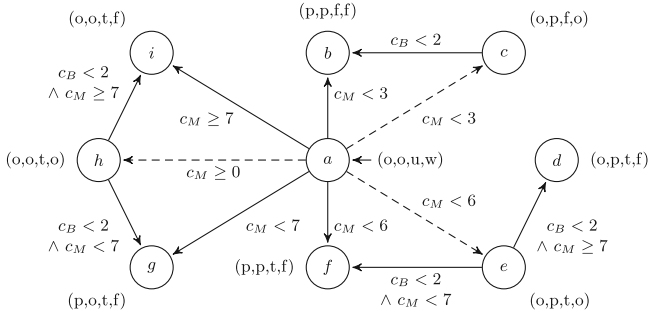 (p,p,f,f)
(o,o,t,f)
(o,p,f,o)
i
b
c
c_B < 2
c_B < 2
∧ c_M ≥ 7
c_M < 3
c_M ≥ 7
c_M < 3
(o,o,t,o)
h
a
(o,o,u,w)
d
(o,p,t,f)
c_M ≥ 0
c_M < 6
c_B < 2
∧ c_M < 7
c_M < 7
c_M < 6
c_B < 2
∧ c_M ≥ 7
g
(p,p,t,f)
f
e
c_B < 2
∧ c_M < 7
(p,o,t,f)
(o,p,t,o)